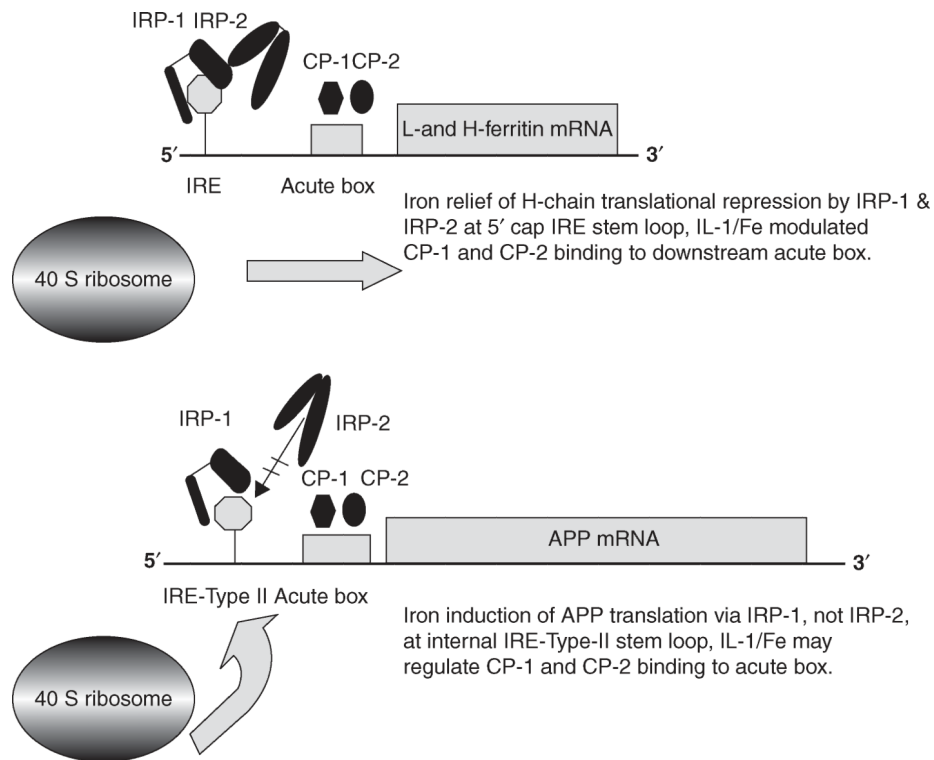 IRP-1 IRP-2
CP-1CP-2
L-and H-ferritin mRNA
5′ 3′
IRE Acute box
Iron relief of H-chain translational repression by IRP-1 &
IRP-2 at 5′ cap IRE stem loop, IL-1/Fe modulated
CP-1 and CP-2 binding to downstream acute box.
40 S ribosome
IRP-1
IRP-2
CP-1 CP-2
APP mRNA
5′ 3′
IRE-Type II Acute box
Iron induction of APP translation via IRP-1, not IRP-2,
at internal IRE-Type-II stem loop, IL-1/Fe may
regulate CP-1 and CP-2 binding to acute box.
40 S ribosome